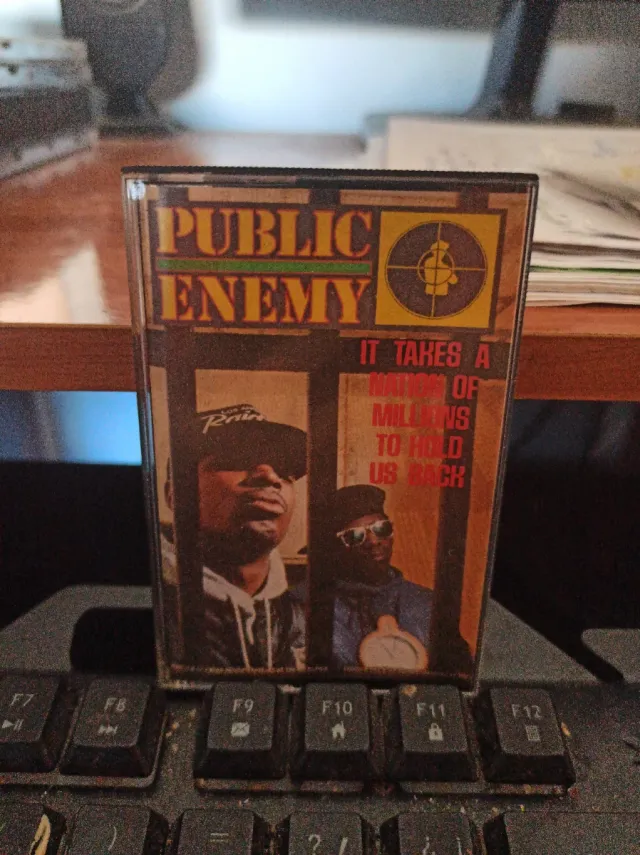 PUBLIC
ENEMY
IT TAKES A
NATION OF
MILLIONS
TO HOLD
US BACK
F7
F8
F9
F10
F11
F12
)
=
?
¿